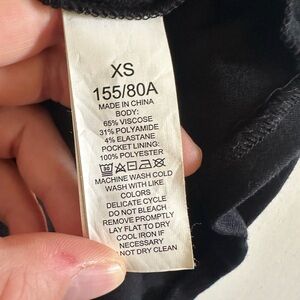 XS
155/80A
MADE IN CHINA
BODY:
65% VISCOSE
31% POLYAMIDE
4% ELASTANE
POCKET LINING:
100% POLYESTER
30
MACHINE WASH COLD
WASH WITH LIKE
COLORS
DELICATE CYCLE
DO NOT BLEACH
REMOVE PROMPTLY
LAY FLAT TO DRY
COOL IRON IF
NECESSARY
NOT DRY CLEAN